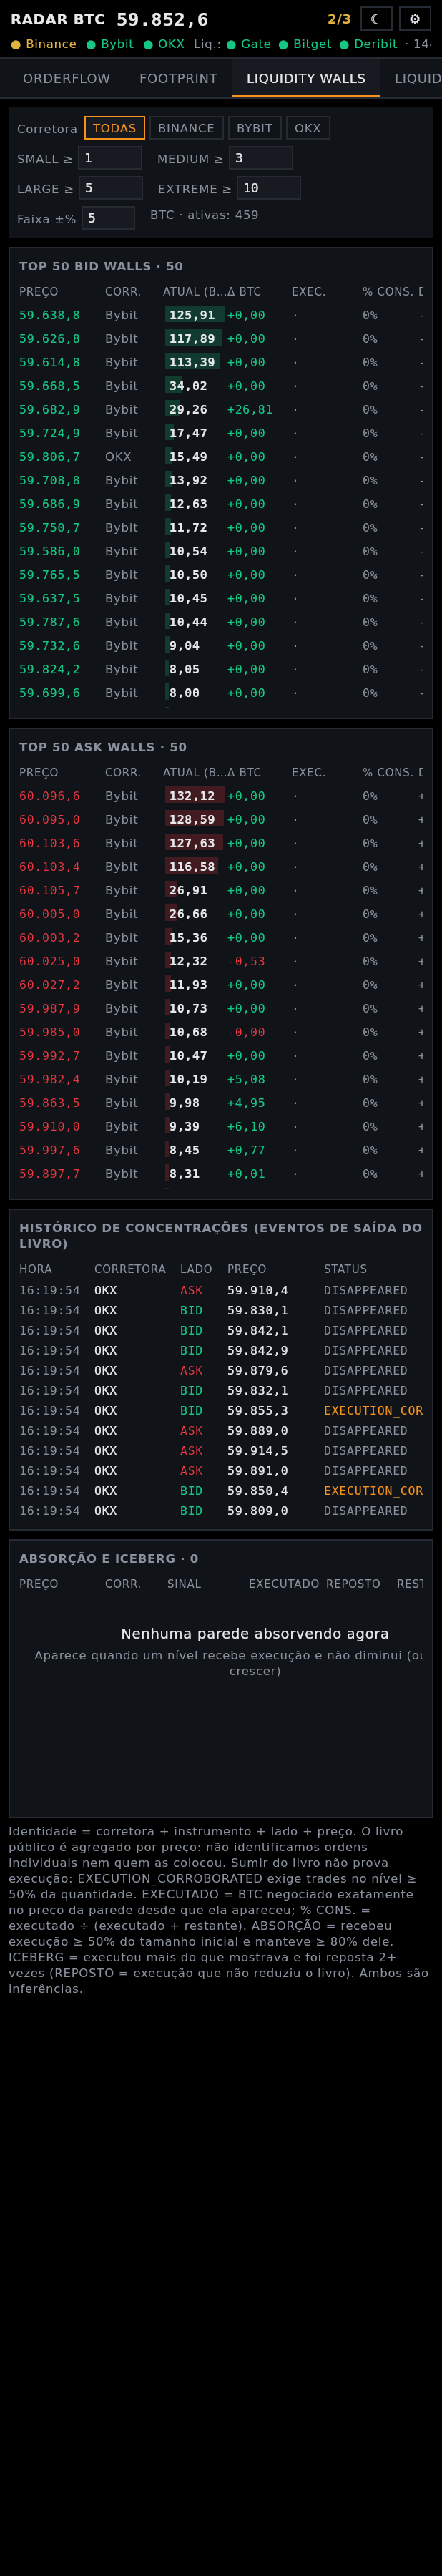 RADAR BTC 59.852,6 2/3 ☾ ⚙
Binance Bybit OKX Liq.: Gate Bitget Deribit · 14
ORDERFLOW FOOTPRINT LIQUIDITY WALLS LIQUID
Corretora TODAS BINANCE BYBIT OKX
SMALL ≥ 1 MEDIUM ≥ 3
LARGE ≥ 5 EXTREME ≥ 10
Faixa ±% 5 BTC · ativas: 459
TOP 50 BID WALLS · 50
PREÇO CORR. ATUAL (B... Δ BTC EXEC. % CONS.
59.638,8 Bybit 125,91 +0,00 · 0% -
59.626,8 Bybit 117,89 +0,00 · 0% -
59.614,8 Bybit 113,39 +0,00 · 0% -
59.668,5 Bybit 34,02 +0,00 · 0% -
59.682,9 Bybit 29,26 +26,81 · 0% -
59.724,9 Bybit 17,47 +0,00 · 0% -
59.806,7 OKX 15,49 +0,00 · 0% -
59.708,8 Bybit 13,92 +0,00 · 0% -
59.686,9 Bybit 12,63 +0,00 · 0% -
59.750,7 Bybit 11,72 +0,00 · 0% -
59.586,0 Bybit 10,54 +0,00 · 0% -
59.765,5 Bybit 10,50 +0,00 · 0% -
59.637,5 Bybit 10,45 +0,00 · 0% -
59.787,6 Bybit 10,44 +0,00 · 0% -
59.732,6 Bybit 9,04 +0,00 · 0% -
59.824,2 Bybit 8,05 +0,00 · 0% -
59.699,6 Bybit 8,00 +0,00 · 0% -
TOP 50 ASK WALLS · 50
PREÇO CORR. ATUAL (B... Δ BTC EXEC. % CONS.
60.096,6 Bybit 132,12 +0,00 · 0% +
60.095,0 Bybit 128,59 +0,00 · 0% +
60.103,6 Bybit 127,63 +0,00 · 0% +
60.103,4 Bybit 116,58 +0,00 · 0% +
60.105,7 Bybit 26,91 +0,00 · 0% +
60.005,0 Bybit 26,66 +0,00 · 0% +
60.003,2 Bybit 15,36 +0,00 · 0% +
60.025,0 Bybit 12,32 -0,53 · 0% +
60.027,2 Bybit 11,93 +0,00 · 0% +
59.987,9 Bybit 10,73 +0,00 · 0% +
59.985,0 Bybit 10,68 -0,00 · 0% +
59.992,7 Bybit 10,47 +0,00 · 0% +
59.982,4 Bybit 10,19 +5,08 · 0% +
59.863,5 Bybit 9,98 +4,95 · 0% +
59.910,0 Bybit 9,39 +6,10 · 0% +
59.997,6 Bybit 8,45 +0,77 · 0% +
59.897,7 Bybit 8,31 +0,01 · 0% +
HISTÓRICO DE CONCENTRAÇÕES (EVENTOS DE SAÍDA DO
LIVRO)
HORA CORRETORA LADO PREÇO STATUS
16:19:54 OKX ASK 59.910,4 DISAPPEARED
16:19:54 OKX BID 59.830,1 DISAPPEARED
16:19:54 OKX BID 59.842,1 DISAPPEARED
16:19:54 OKX BID 59.842,9 DISAPPEARED
16:19:54 OKX ASK 59.879,6 DISAPPEARED
16:19:54 OKX BID 59.832,1 DISAPPEARED
16:19:54 OKX BID 59.855,3 EXECUTION_COR
16:19:54 OKX ASK 59.889,0 DISAPPEARED
16:19:54 OKX ASK 59.914,5 DISAPPEARED
16:19:54 OKX ASK 59.891,0 DISAPPEARED
16:19:54 OKX BID 59.850,4 EXECUTION_COR
16:19:54 OKX BID 59.809,0 DISAPPEARED
ABSORÇÃO E ICEBERG · 0
PREÇO CORR. SINAL EXECUTADO REPOSTO REST
Nenhuma parede absorvendo agora
Aparece quando um nível recebe execução e não diminui (ou
crescer)
Identidade = corretora + instrumento + lado + preço. O livro
público é agregado por preço: não identificamos ordens
individuais nem quem as colocou. Sumir do livro não prova
execução: EXECUTION_CORROBORATED exige trades no nível ≥
50% da quantidade. EXECUTADO = BTC negociado exatamente
no preço da parede desde que ela apareceu; % CONS. =
executado ÷ (executado + restante). ABSORÇÃO = recebeu
execução ≥ 50% do tamanho inicial e manteve ≥ 80% dele.
ICEBERG = executou mais do que mostrava e foi reposta 2+
vezes (REPOSTO = execução que não reduziu o livro). Ambos são
inferências.